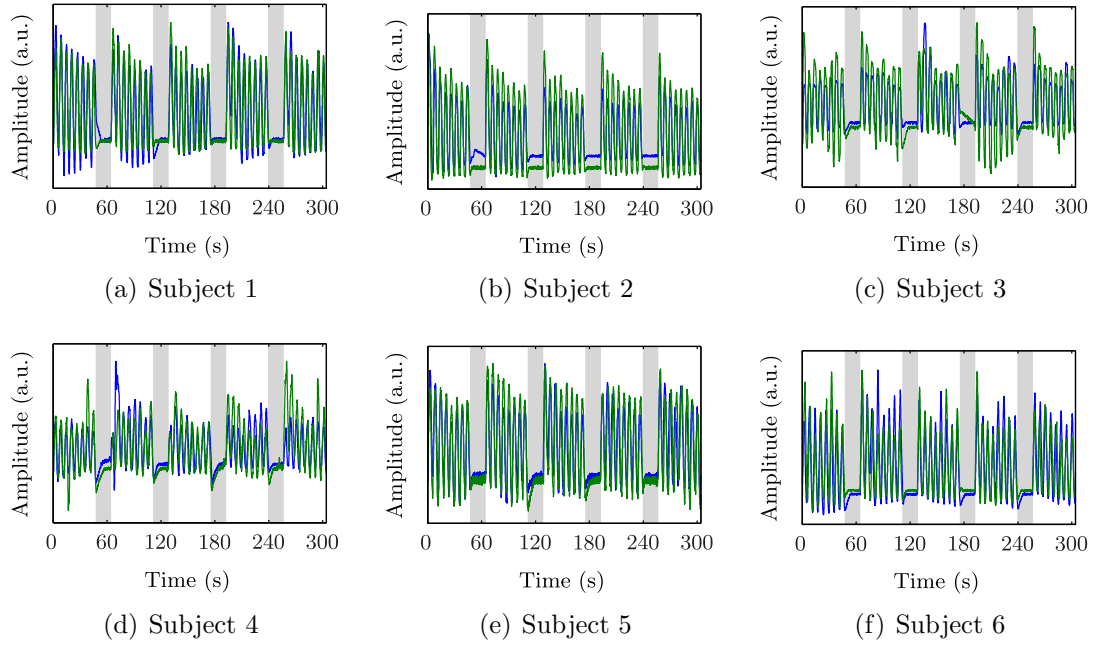 Amplitude (a.u.)
0 60 120 180 240 300
Time (s)
(a) Subject 1
Amplitude (a.u.)
0 60 120 180 240 300
Time (s)
(b) Subject 2
Amplitude (a.u.)
0 60 120 180 240 300
Time (s)
(c) Subject 3
Amplitude (a.u.)
0 60 120 180 240 300
Time (s)
(d) Subject 4
Amplitude (a.u.)
0 60 120 180 240 300
Time (s)
(e) Subject 5
Amplitude (a.u.)
0 60 120 180 240 300
Time (s)
(f) Subject 6